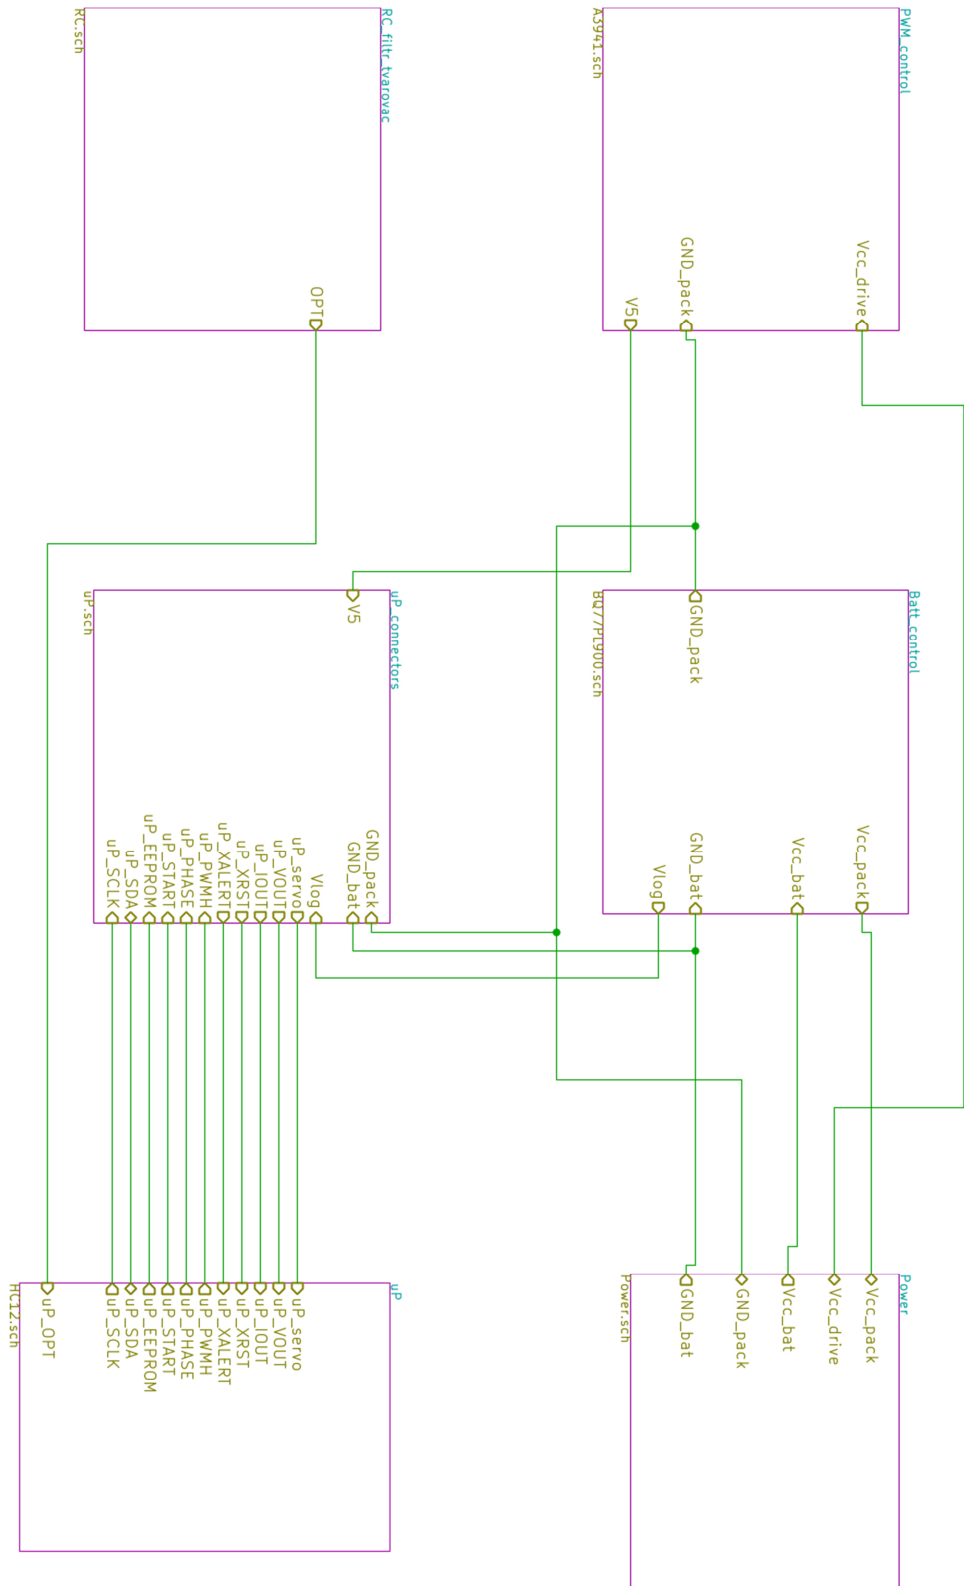 PWM_control
A3941.sch
Vcc_drive
GND_pack
V5
Batt_control
BQ77PL900.sch
GND_pack
Vcc_pack
Vcc_bat
GND_bat
Vlog
Power
Power.sch
Vcc_pack
Vcc_drive
Vcc_bat
GND_pack
GND_bat
RC_filtr_tvarovac
RC.sch
OPT
uP_connectors
uP.sch
V5
GND_pack
GND_bat
Vlog
uP_servo
uP_VOUT
uP_IOUT
uP_XRST
uP_XALERT
uP_PWMH
uP_PHASE
uP_START
uP_EEPROM
uP_SDA
uP_SCLK
uP
HC12.sch
uP_servo
uP_VOUT
uP_IOUT
uP_XRST
uP_XALERT
uP_PWMH
uP_PHASE
uP_START
uP_EEPROM
uP_SDA
uP_SCLK
uP_OPT